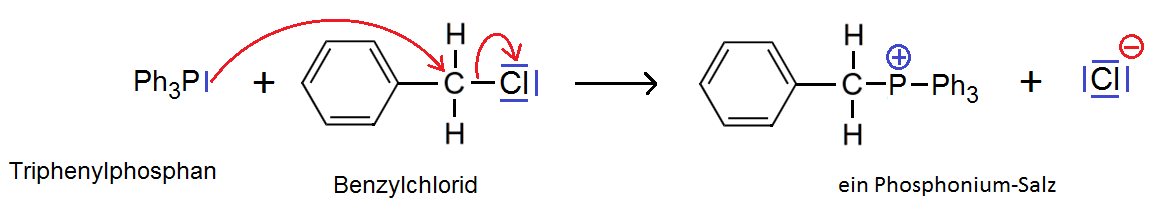 H H
Ph3P + C Cl C P Ph3 + Cl
H H
Triphenylphosphan
Benzylchlorid
ein Phosphonium-Salz